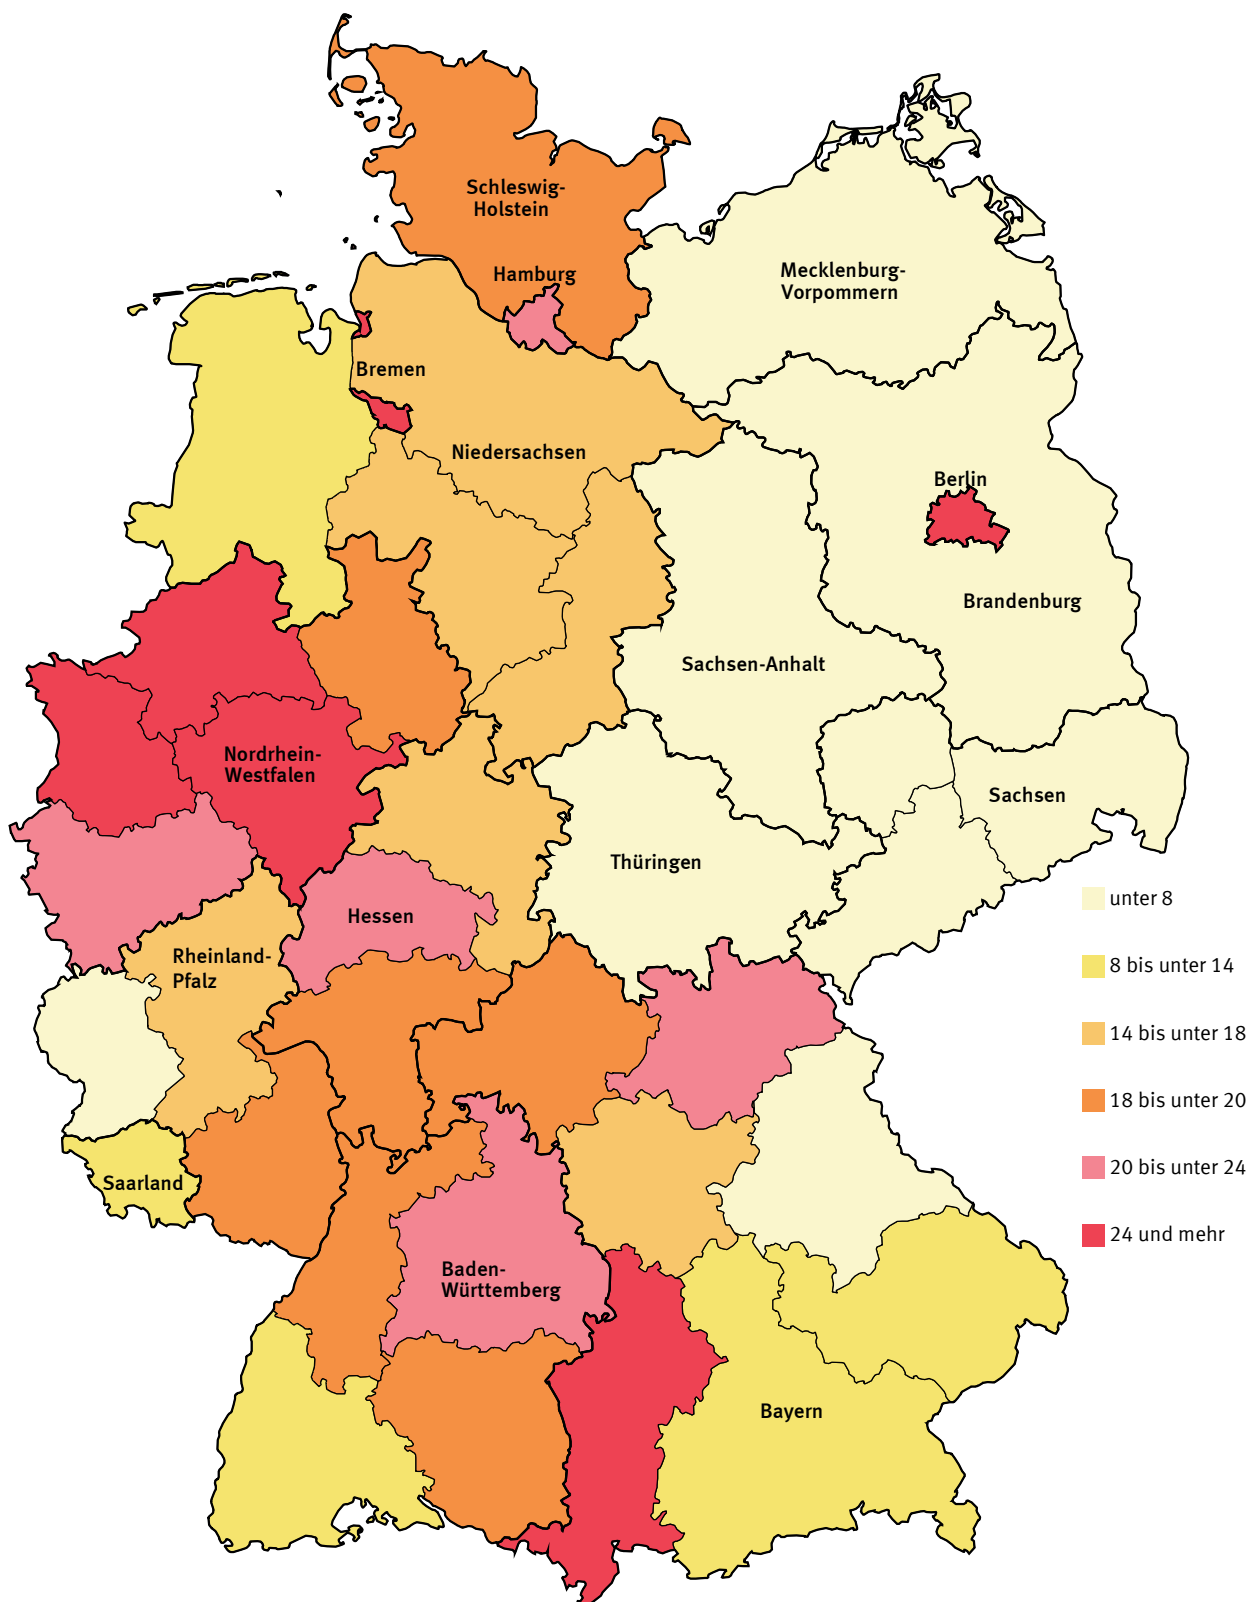 Schleswig-
Holstein
Hamburg
Mecklenburg-
Vorpommern
Bremen
Niedersachsen
Berlin
Brandenburg
Sachsen-Anhalt
Nordrhein-
Westfalen
Sachsen
Thüringen
Hessen
Rheinland-
Pfalz
Saarland
Baden-
Württemberg
Bayern
unter 8
8 bis unter 14
14 bis unter 18
18 bis unter 20
20 bis unter 24
24 und mehr